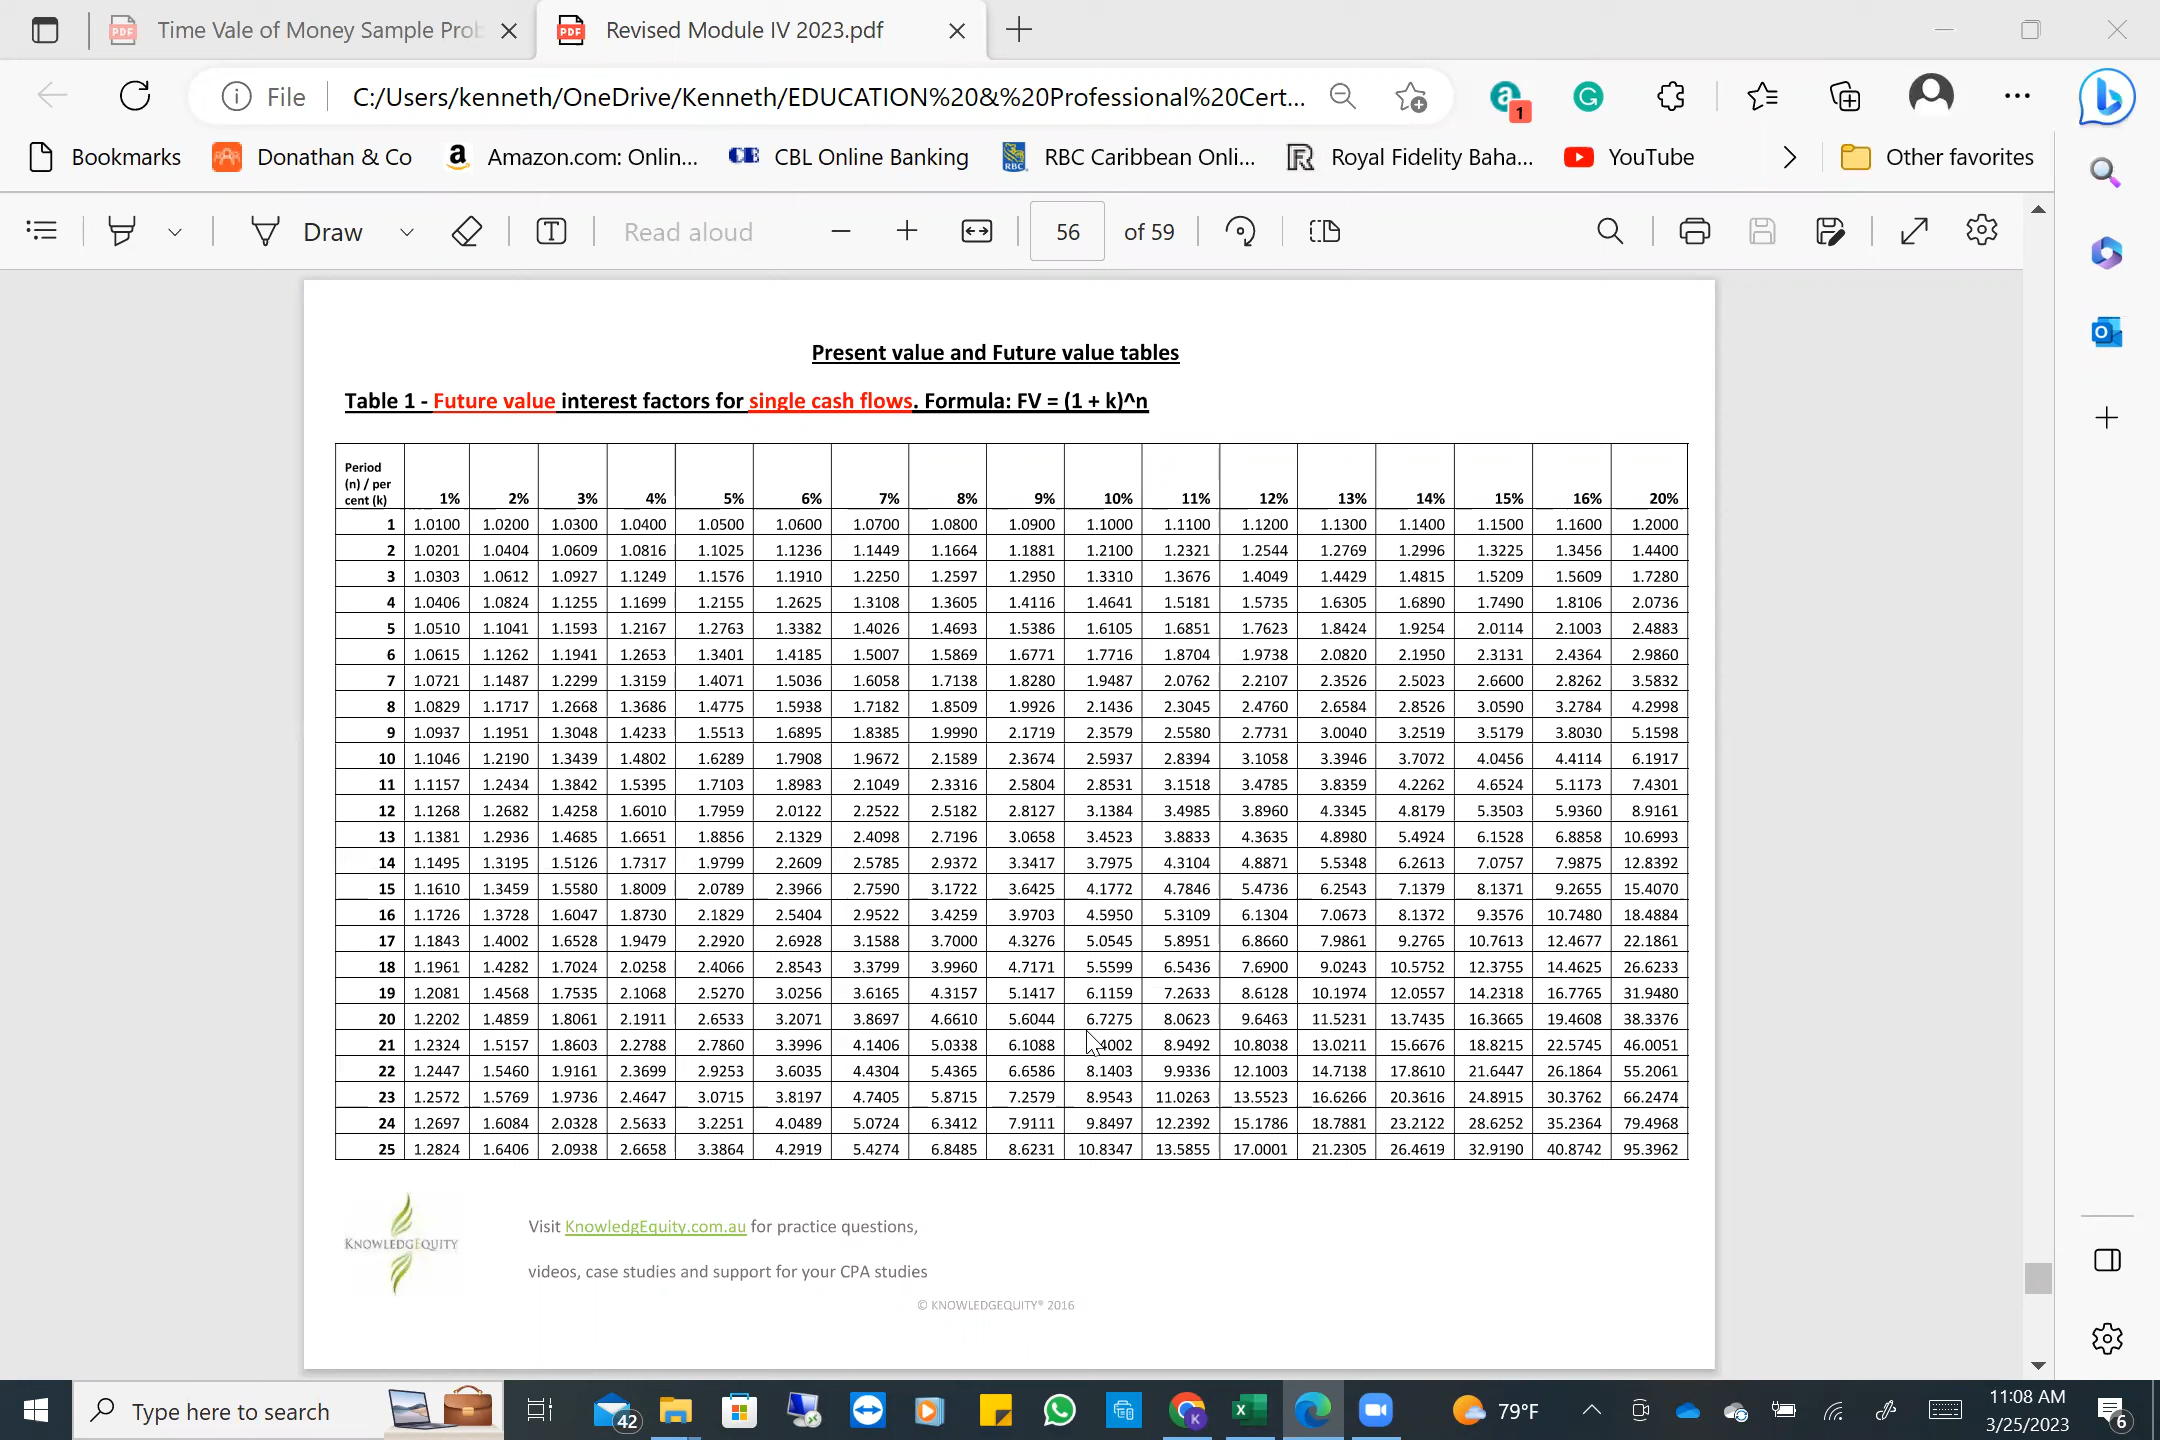 Time Vale of Money Sample Prob
Revised Module IV 2023.pdf
File C:/Users/kenneth/OneDrive/Kenneth/EDUCATION%20&%20Professional%20Cert...
a 1 G
Bookmarks Donathan & Co Amazon.com: Onlin... CBL Online Banking RBC Caribbean Onli... Royal Fidelity Baha... YouTube Other favorites
Draw Read aloud 56 of 59
Present value and Future value tables
Table 1 - Future value interest factors for single cash flows. Formula: FV = (1 + k)^n
Period
(n) / per
cent (k) 1% 2% 3% 4% 5% 6% 7% 8% 9% 10% 11% 12% 13% 14% 15% 16% 20%
1 1.0100 1.0200 1.0300 1.0400 1.0500 1.0600 1.0700 1.0800 1.0900 1.1000 1.1100 1.1200 1.1300 1.1400 1.1500 1.1600 1.2000
2 1.0201 1.0404 1.0609 1.0816 1.1025 1.1236 1.1449 1.1664 1.1881 1.2100 1.2321 1.2544 1.2769 1.2996 1.3225 1.3456 1.4400
3 1.0303 1.0612 1.0927 1.1249 1.1576 1.1910 1.2250 1.2597 1.2950 1.3310 1.3676 1.4049 1.4429 1.4815 1.5209 1.5609 1.7280
4 1.0406 1.0824 1.1255 1.1699 1.2155 1.2625 1.3108 1.3605 1.4116 1.4641 1.5181 1.5735 1.6305 1.6890 1.7490 1.8106 2.0736
5 1.0510 1.1041 1.1593 1.2167 1.2763 1.3382 1.4026 1.4693 1.5386 1.6105 1.6851 1.7623 1.8424 1.9254 2.0114 2.1003 2.4883
6 1.0615 1.1262 1.1941 1.2653 1.3401 1.4185 1.5007 1.5869 1.6771 1.7716 1.8704 1.9738 2.0820 2.1950 2.3131 2.4364 2.9860
7 1.0721 1.1487 1.2299 1.3159 1.4071 1.5036 1.6058 1.7138 1.8280 1.9487 2.0762 2.2107 2.3526 2.5023 2.6600 2.8262 3.5832
8 1.0829 1.1717 1.2668 1.3686 1.4775 1.5938 1.7182 1.8509 1.9926 2.1436 2.3045 2.4760 2.6584 2.8526 3.0590 3.2784 4.2998
9 1.0937 1.1951 1.3048 1.4233 1.5513 1.6895 1.8385 1.9990 2.1719 2.3579 2.5580 2.7731 3.0040 3.2519 3.5179 3.8030 5.1598
10 1.1046 1.2190 1.3439 1.4802 1.6289 1.7908 1.9672 2.1589 2.3674 2.5937 2.8394 3.1058 3.3946 3.7072 4.0456 4.4114 6.1917
11 1.1157 1.2434 1.3842 1.5395 1.7103 1.8983 2.1049 2.3316 2.5804 2.8531 3.1518 3.4785 3.8359 4.2262 4.6524 5.1173 7.4301
12 1.1268 1.2682 1.4258 1.6010 1.7959 2.0122 2.2522 2.5182 2.8127 3.1384 3.4985 3.8960 4.3345 4.8179 5.3503 5.9360 8.9161
13 1.1381 1.2936 1.4685 1.6651 1.8856 2.1329 2.4098 2.7196 3.0658 3.4523 3.8833 4.3635 4.8980 5.4924 6.1528 6.8858 10.6993
14 1.1495 1.3195 1.5126 1.7317 1.9799 2.2609 2.5785 2.9372 3.3417 3.7975 4.3104 4.8871 5.5348 6.2613 7.0757 7.9875 12.8392
15 1.1610 1.3459 1.5580 1.8009 2.0789 2.3966 2.7590 3.1722 3.6425 4.1772 4.7846 5.4736 6.2543 7.1379 8.1371 9.2655 15.4070
16 1.1726 1.3728 1.6047 1.8730 2.1829 2.5404 2.9522 3.4259 3.9703 4.5950 5.3109 6.1304 7.0673 8.1372 9.3576 10.7480 18.4884
17 1.1843 1.4002 1.6528 1.9479 2.2920 2.6928 3.1588 3.7000 4.3276 5.0545 5.8951 6.8660 7.9861 9.2765 10.7613 12.4677 22.1861
18 1.1961 1.4282 1.7024 2.0258 2.4066 2.8543 3.3799 3.9960 4.7171 5.5599 6.5436 7.6900 9.0243 10.5752 12.3755 14.4625 26.6233
19 1.2081 1.4568 1.7535 2.1068 2.5270 3.0256 3.6165 4.3157 5.1417 6.1159 7.2633 8.6128 10.1974 12.0557 14.2318 16.7765 31.9480
20 1.2202 1.4859 1.8061 2.1911 2.6533 3.2071 3.8697 4.6610 5.6044 6.7275 8.0623 9.6463 11.5231 13.7435 16.3665 19.4608 38.3376
21 1.2324 1.5157 1.8603 2.2788 2.7860 3.3996 4.1406 5.0338 6.1088 4002 8.9492 10.8038 13.0211 15.6676 18.8215 22.5745 46.0051
22 1.2447 1.5460 1.9161 2.3699 2.9253 3.6035 4.4304 5.4365 6.6586 8.1403 9.9336 12.1003 14.7138 17.8610 21.6447 26.1864 55.2061
23 1.2572 1.5769 1.9736 2.4647 3.0715 3.8197 4.7405 5.8715 7.2579 8.9543 11.0263 13.5523 16.6266 20.3616 24.8915 30.3762 66.2474
24 1.2697 1.6084 2.0328 2.5633 3.2251 4.0489 5.0724 6.3412 7.9111 9.8497 12.2392 15.1786 18.7881 23.2122 28.6252 35.2364 79.4968
25 1.2824 1.6406 2.0938 2.6658 3.3864 4.2919 5.4274 6.8485 8.6231 10.8347 13.5855 17.0001 21.2305 26.4619 32.9190 40.8742 95.3962
KNOWLEDGEQUITY
Visit KnowledgEquity.com.au for practice questions,
videos, case studies and support for your CPA studies
© KNOWLEDGEQUITY® 2016
Type here to search 42 79°F 11:08 AM
3/25/2023 6